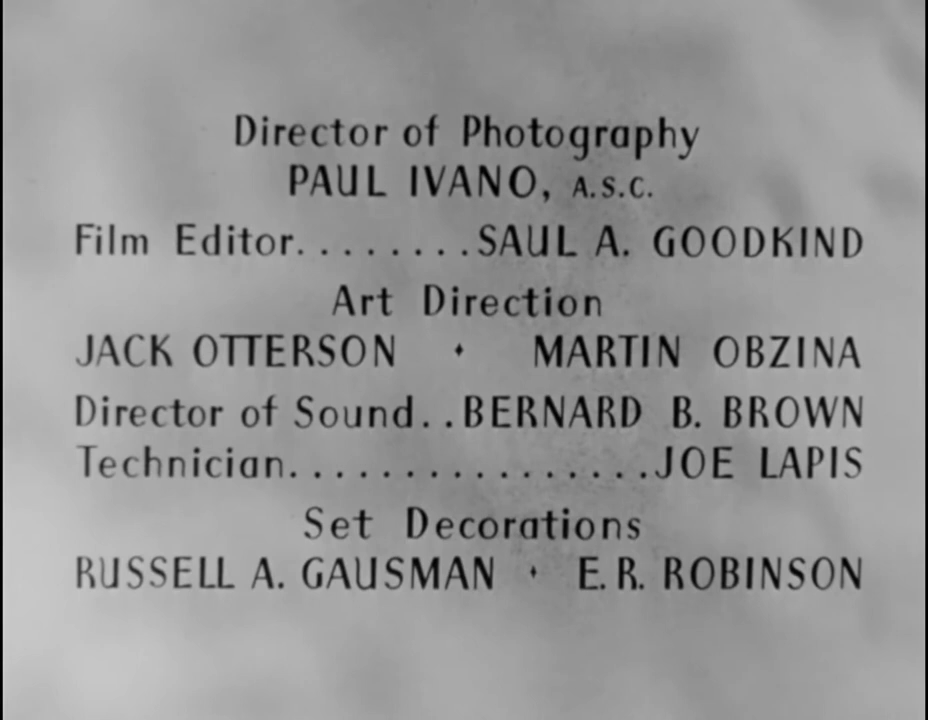 Director of Photography
PAUL IVANO, A.S.C.
Film Editor........SAUL A. GOODKIND
Art Direction
JACK OTTERSON • MARTIN OBZINA
Director of Sound..BERNARD B. BROWN
Technician.................JOE LAPIS
Set Decorations
RUSSELL A. GAUSMAN • E. R. ROBINSON